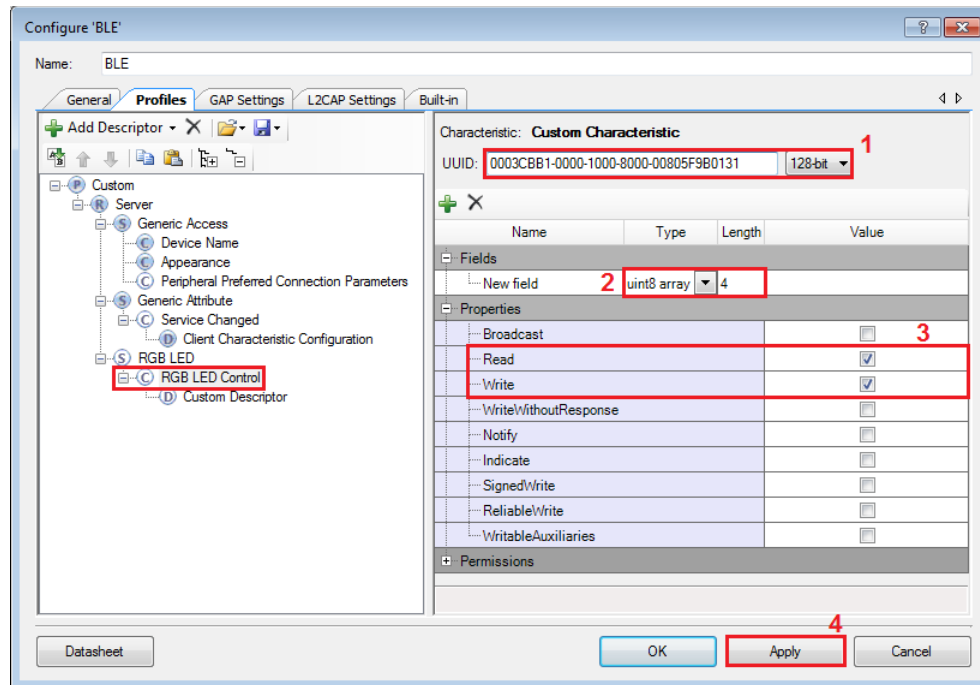 Configure 'BLE'
Name: BLE
General Profiles GAP Settings L2CAP Settings Built-in
Add Descriptor
Characteristic: Custom Characteristic
1
UUID: 0003CBB1-0000-1000-8000-00805F9B0131 128-bit
Custom
Server
Generic Access
Device Name
Appearance
Peripheral Preferred Connection Parameters
Generic Attribute
Service Changed
Client Characteristic Configuration
RGB LED
RGB LED Control
Custom Descriptor
Name Type Length Value
Fields
New field 2 uint8 array 4
Properties
Broadcast 3
Read
Write
WriteWithoutResponse
Notify
Indicate
SignedWrite
ReliableWrite
WritableAuxiliaries
Permissions
4
Datasheet OK Apply Cancel